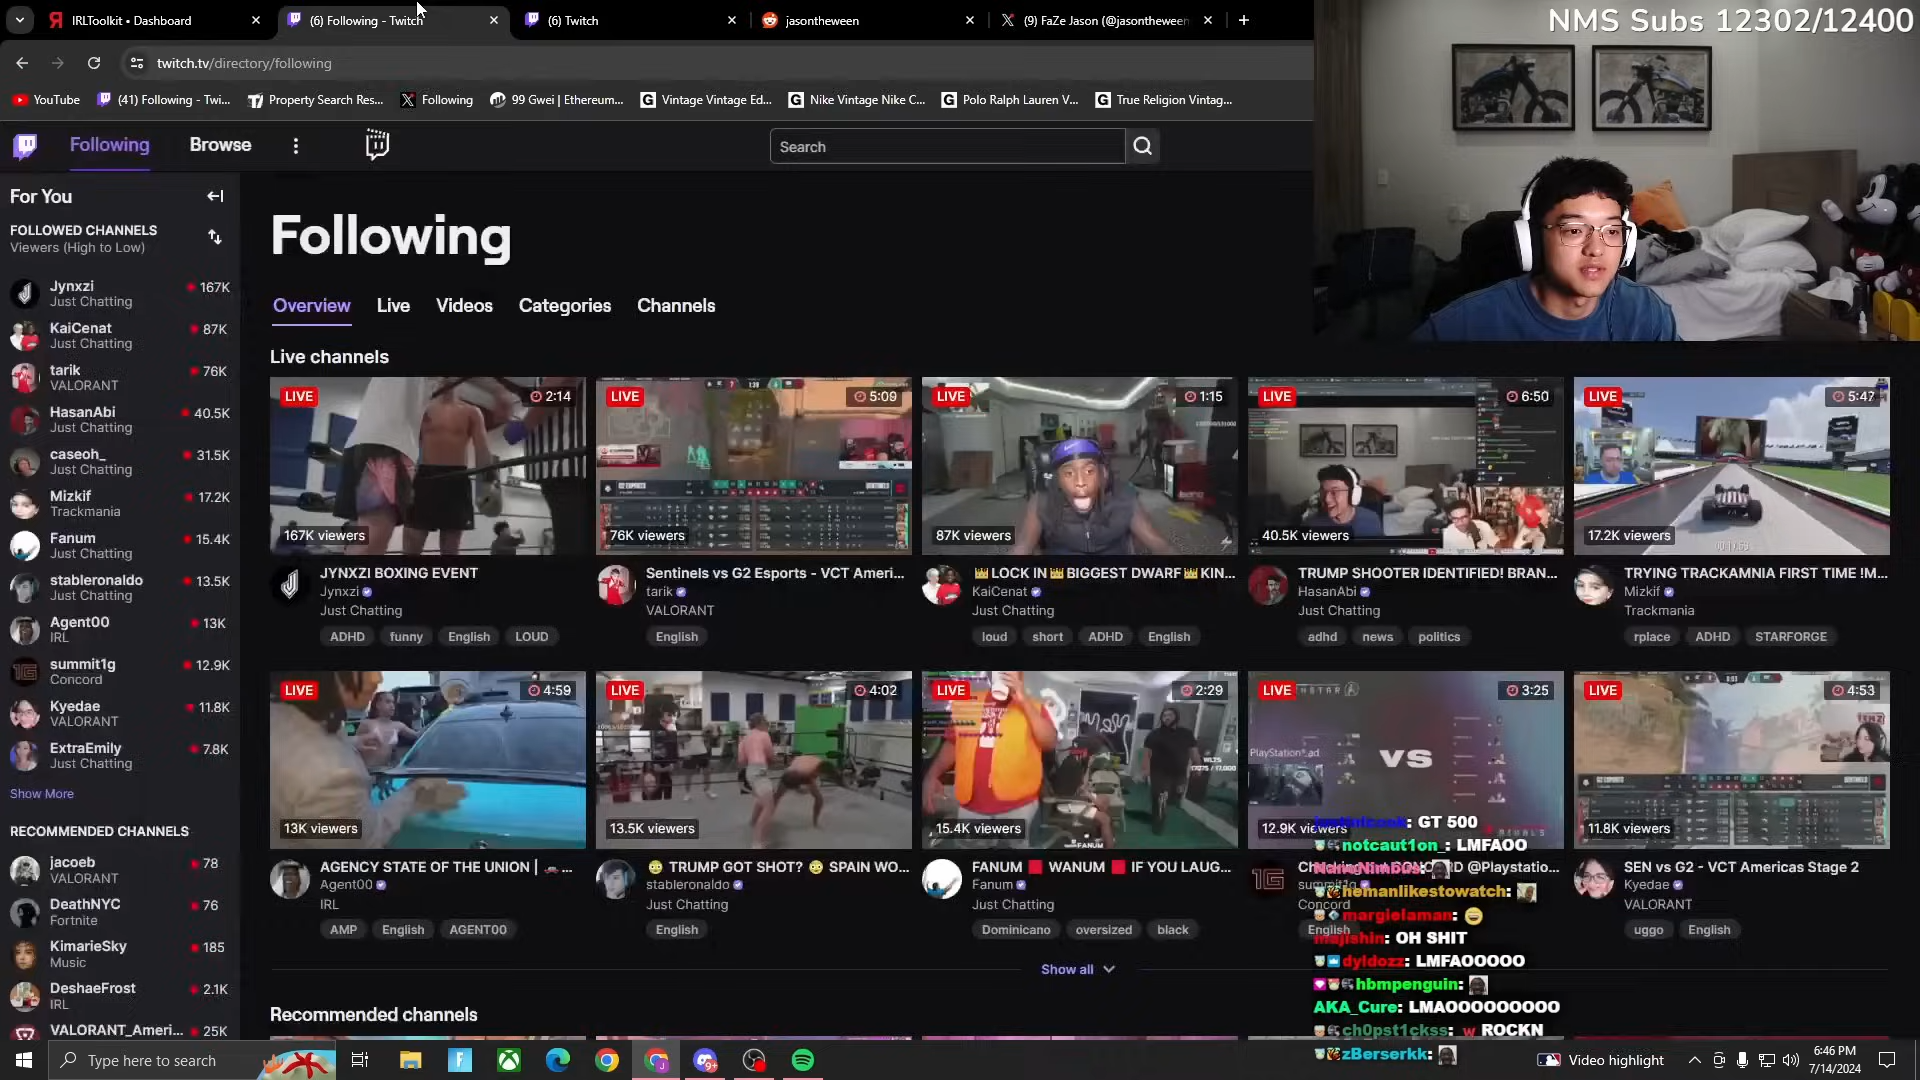 IRLToolkit • Dashboard
(6) Following - Twitch
(6) Twitch
jasontheween
(9) FaZe Jason (@jasontheween
NMS Subs 12302/12400
twitch.tv/directory/following
YouTube
(41) Following - Twi...
Property Search Res...
Following
99 Gwei | Ethereum...
Vintage Vintage Ed...
Nike Vintage Nike C...
Polo Ralph Lauren V...
True Religion Vintag...
Following
Browse
Search
For You
FOLLOWED CHANNELS
Viewers (High to Low)
Jynxzi 167K
Just Chatting
KaiCenat 87K
Just Chatting
tarik 76K
VALORANT
HasanAbi 40.5K
Just Chatting
caseoh_ 31.5K
Just Chatting
Mizkif 17.2K
Trackmania
Fanum 15.4K
Just Chatting
stableronaldo 13.5K
Just Chatting
Agent00 13K
IRL
summit1g 12.9K
Concord
Kyedae 11.8K
VALORANT
ExtraEmily 7.8K
Just Chatting
Show More
RECOMMENDED CHANNELS
jacoeb 78
VALORANT
DeathNYC 76
Fortnite
KimarieSky 185
Music
DeshaeFrost 2.1K
IRL
VALORANT_Ameri... 25K
Following
Overview
Live
Videos
Categories
Channels
Live channels
LIVE 2:14
167K viewers
JYNXZI BOXING EVENT
Jynxzi
Just Chatting
ADHD funny English LOUD
LIVE 5:09
76K viewers
Sentinels vs G2 Esports - VCT Ameri...
tarik
VALORANT
English
LIVE 1:15
87K viewers
👑LOCK IN👑BIGGEST DWARF👑KIN...
KaiCenat
Just Chatting
loud short ADHD English
LIVE 6:50
40.5K viewers
TRUMP SHOOTER IDENTIFIED! BRAN...
HasanAbi
Just Chatting
adhd news politics
LIVE 5:47
17.2K viewers
TRYING TRACKAMNIA FIRST TIME !M...
Mizkif
Trackmania
rplace ADHD STARFORGE
LIVE 4:59
13K viewers
AGENCY STATE OF THE UNION | 🚗 ...
Agent00
IRL
AMP English AGENT00
LIVE 4:02
13.5K viewers
😳 TRUMP GOT SHOT? 😳 SPAIN WO...
stableronaldo
Just Chatting
English
LIVE 2:29
15.4K viewers
FANUM 🟥 WANUM 🟥 IF YOU LAUG...
Fanum
Just Chatting
Dominicano oversized black
LIVE 3:25
PlayStation® ad
VS
12.9K viewers
@Playstatio...
summit1g
Concord
English
LIVE 4:53
11.8K viewers
SEN vs G2 - VCT Americas Stage 2
Kyedae
VALORANT
uggo English
: GT 500
notcaut1on_: LMFAOO
hemanlikestowatch:
margielaman: 😄
majishin: OH SHIT
dyldozz: LMFAOOOOO
hbmpenguin:
AKA_Cure: LMAOOOOOOOOO
ch0pst1ckss: W ROCKN
zBerserkk:
Show all
Recommended channels
Type here to search
Video highlight
6:46 PM
7/14/2024